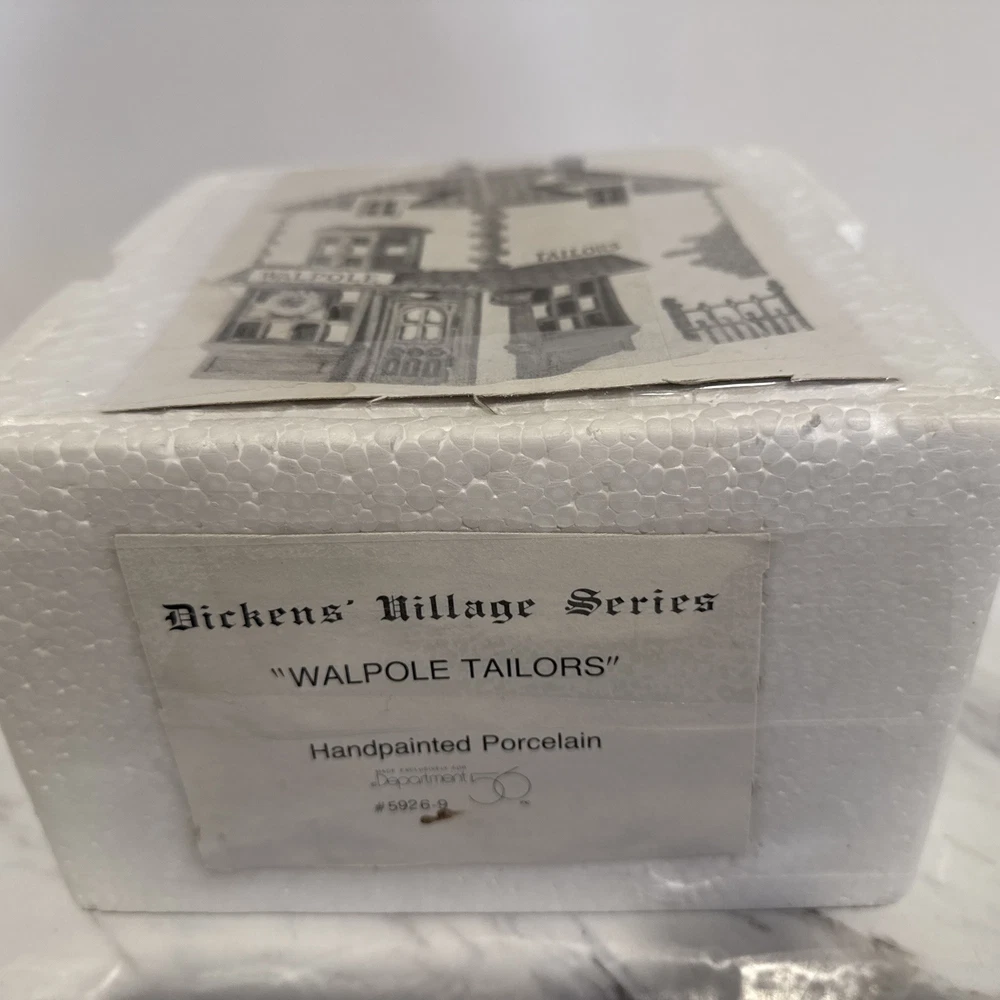 WALPOLE
TAILORS
Dickens' Village Series
"WALPOLE TAILORS"
Handpainted Porcelain
Department 56
#5926-9